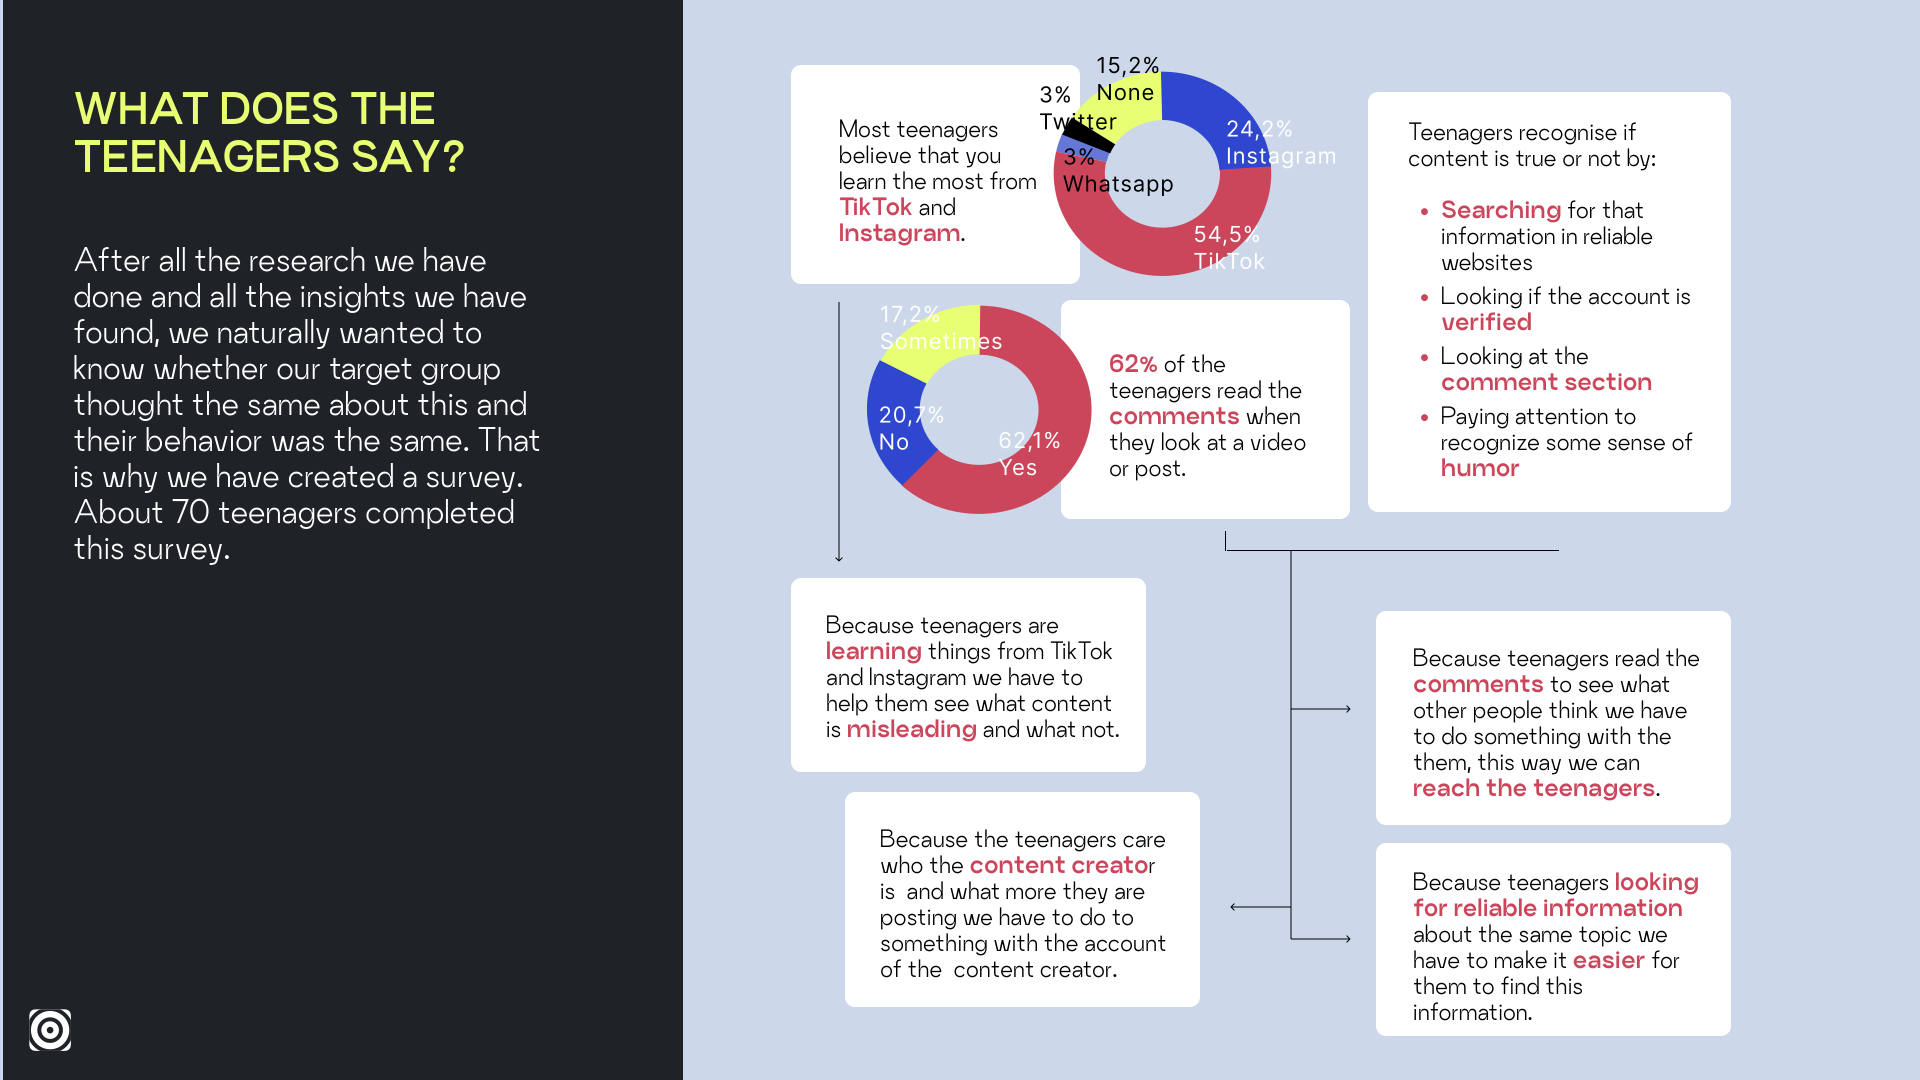 WHAT DOES THE
TEENAGERS SAY?
After all the research we have
done and all the insights we have
found, we naturally wanted to
know whether our target group
thought the same about this and
their behavior was the same. That
is why we have created a survey.
About 70 teenagers completed
this survey.
Most teenagers
believe that you
learn the most from
TikTok and
Instagram.
15,2%
None
3%
Twitter
3%
Whatsapp
24,2%
Instagram
54,5%
TikTok
17,2%
Sometimes
20,7%
No
62,1%
Yes
62% of the
teenagers read the
comments when
they look at a video
or post.
Teenagers recognise if
content is true or not by:
• Searching for that
information in reliable
websites
• Looking if the account is
verified
• Looking at the
comment section
• Paying attention to
recognize some sense of
humor
Because teenagers are
learning things from TikTok
and Instagram we have to
help them see what content
is misleading and what not.
Because the teenagers care
who the content creator
is  and what more they are
posting we have to do to
something with the account
of the  content creator.
Because teenagers read the
comments to see what
other people think we have
to do something with the
them, this way we can
reach the teenagers.
Because teenagers looking
for reliable information
about the same topic we
have to make it easier for
them to find this
information.